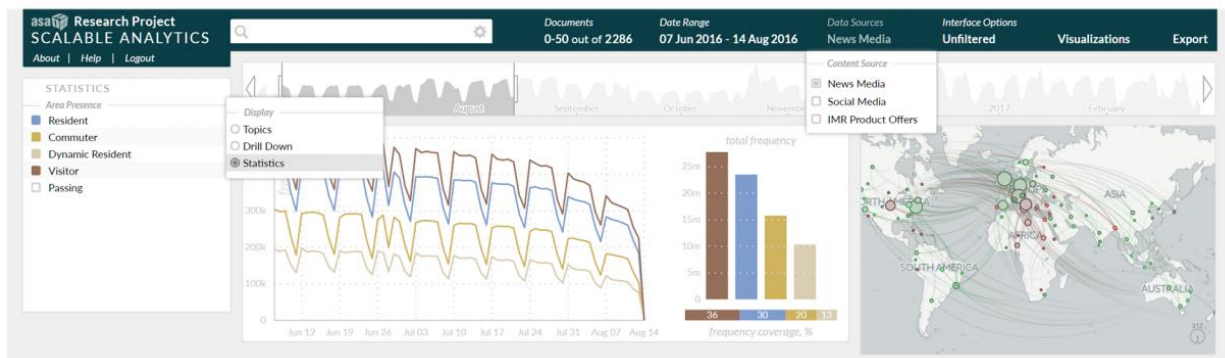 asa Research Project
SCALABLE ANALYTICS
About | Help | Logout
Documents
0-50 out of 2286
Date Range
07 Jun 2016 - 14 Aug 2016
Data Sources
News Media
Interface Options
Unfiltered
Visualizations
Export
Content Source
News Media
Social Media
IMR Product Offers
STATISTICS
Area Presence
Resident
Commuter
Dynamic Resident
Visitor
Passing
August
September
October
November
2017
February
Display
Topics
Drill Down
Statistics
300k
200k
100k
0
Jun 12 Jun 19 Jun 26 Jul 03 Jul 10 Jul 17 Jul 24 Jul 31 Aug 07 Aug 14
total frequency
25m
20m
15m
10m
5m
0
36 30 20 13
frequency coverage, %
ASIA
AFRICA
SOUTH AMERICA
AUSTRALIA
312
1